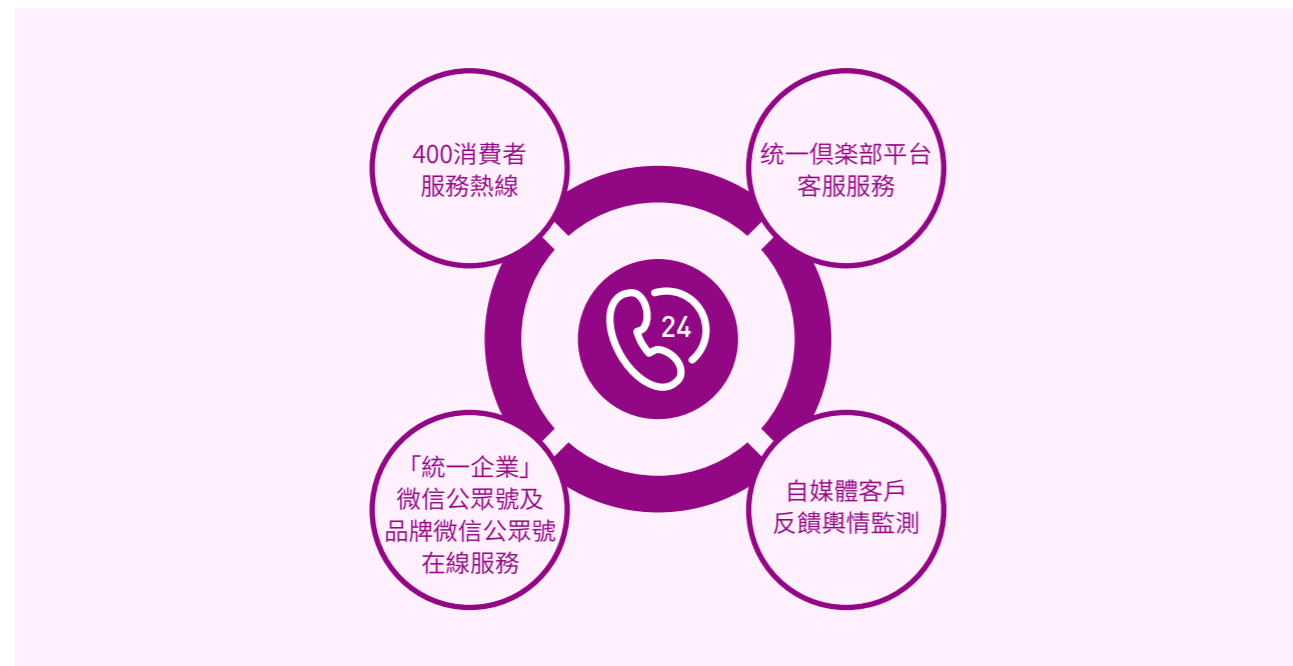 400消費者
服務熱線
统一倶楽部平台
客服服務
24
「統一企業」
微信公眾號及
品牌微信公眾號
在線服務
自媒體客戶
反饋輿情監測